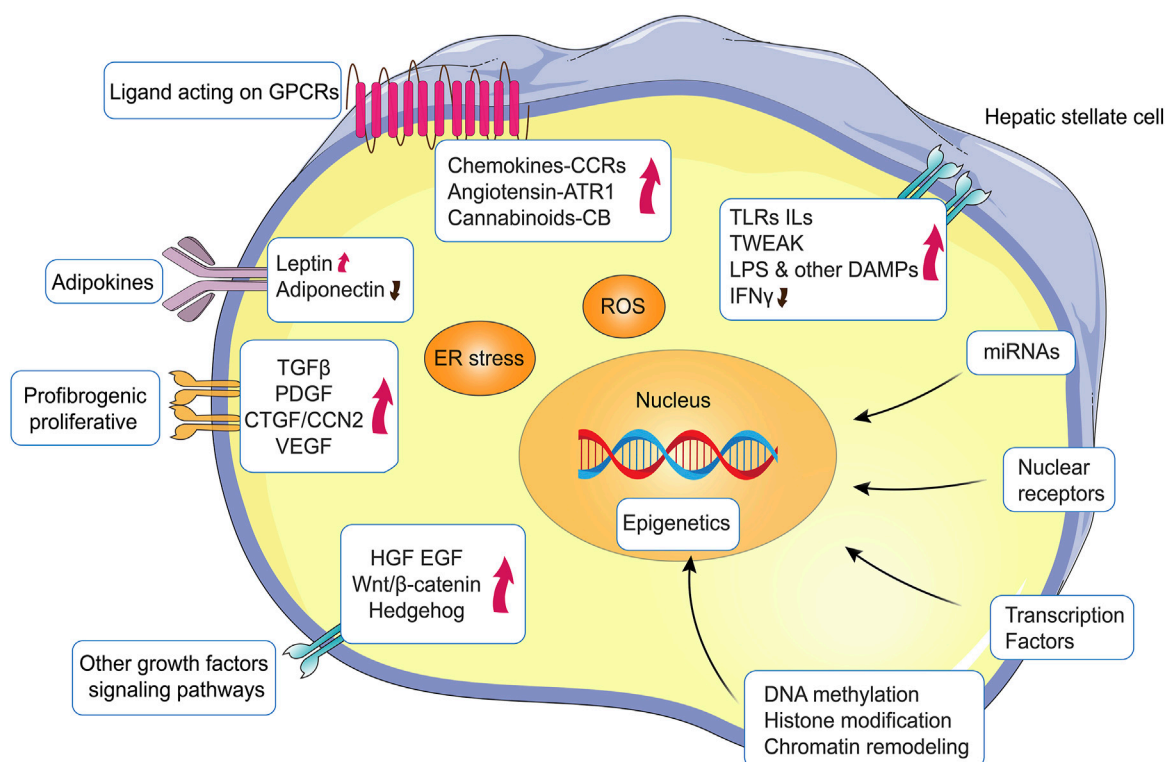 Ligand acting on GPCRs
Hepatic stellate cell
Chemokines-CCRs
Angiotensin-ATR1
Cannabinoids-CB
TLRs ILs
TWEAK
LPS & other DAMPs
IFNγ
Adipokines
Leptin
Adiponectin
ROS
ER stress
miRNAs
Profibrogenic
proliferative
TGFβ
PDGF
CTGF/CCN2
VEGF
Nucleus
Epigenetics
Nuclear
receptors
HGF EGF
Wnt/β-catenin
Hedgehog
Transcription
Factors
Other growth factors
signaling pathways
DNA methylation
Histone modification
Chromatin remodeling